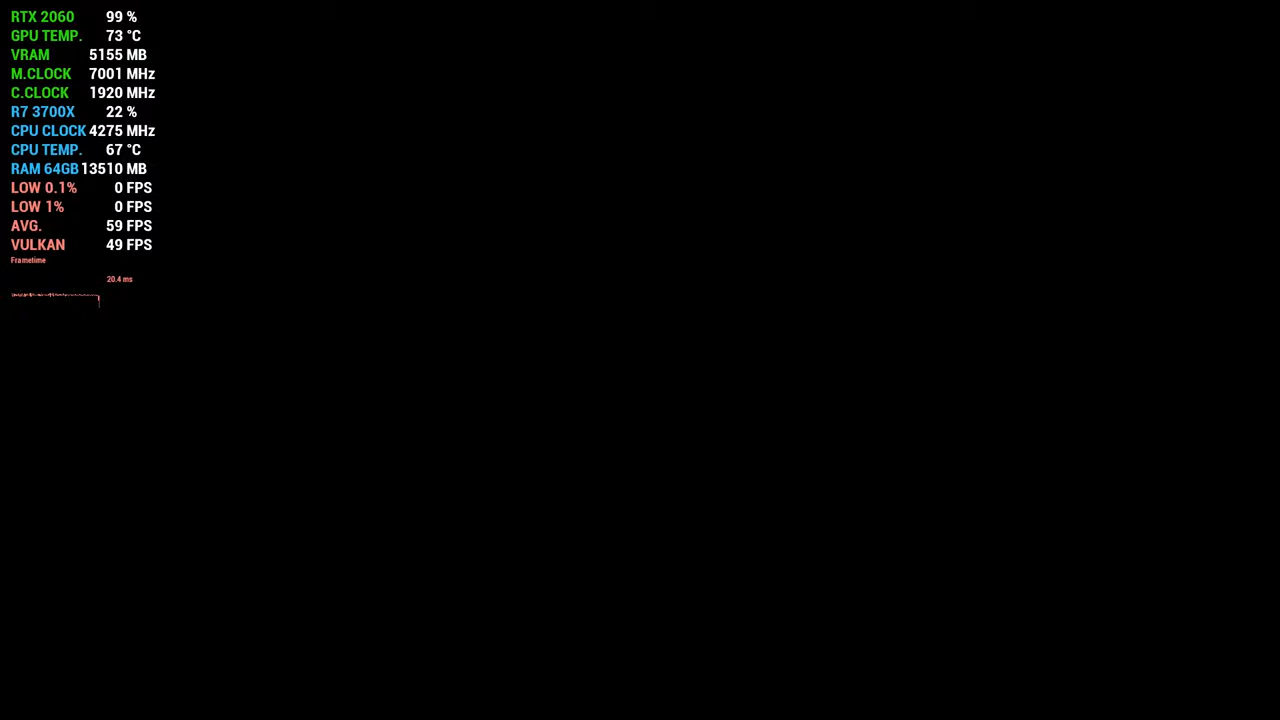 RTX 2060 99 %
GPU TEMP. 73 °C
VRAM 5155 MB
M.CLOCK 7001 MHz
C.CLOCK 1920 MHz
R7 3700X 22 %
CPU CLOCK 4275 MHz
CPU TEMP. 67 °C
RAM 64GB 13510 MB
LOW 0.1% 0 FPS
LOW 1% 0 FPS
AVG. 59 FPS
VULKAN 49 FPS
Frametime
20.4 ms